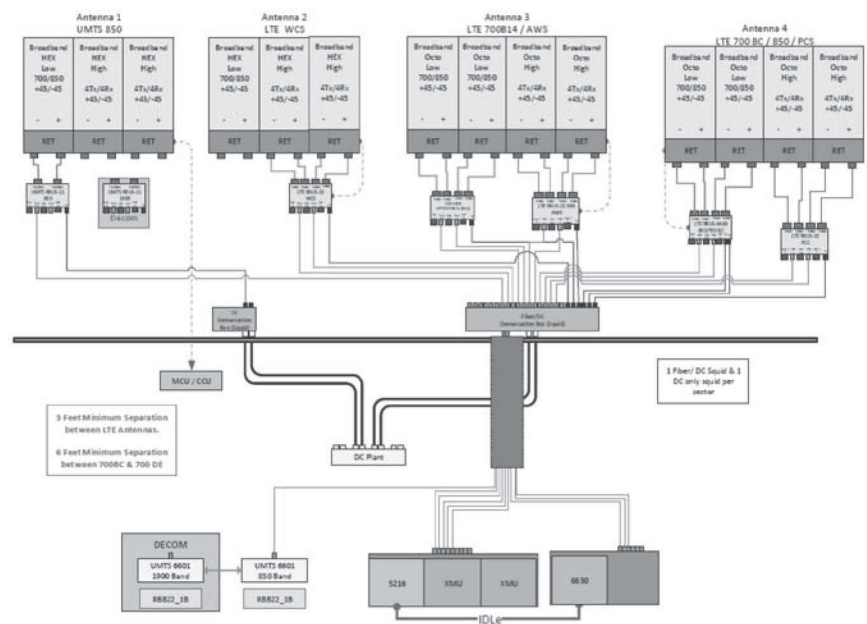 Antenna 1
UMTS 850
Antenna 2
LTE WCS
Antenna 3
LTE 700B14 / AWS
Antenna 4
LTE 700 BC / 850 / PCS
Broadband
HEX
Low
700/850
+45/-45
- +
Broadband
HEX
High
4Tx/4Rx
+45/-45
Broadband
HEX
High
RET
RET
RET
Broadband
HEX
Low
700/850
+45/-45
- +
Broadband
HEX
High
4Tx/4Rx
+45/-45
Broadband
HEX
High
4Tx/4Rx
+45/-45
- +
RET
RET
RET
Broadband
Octo
Low
700/850
+45/-45
- +
Broadband
Octo
Low
700/850
+45/-45
- +
Broadband
Octo
High
4Tx/4Rx
+45/-45
- +
Broadband
Octo
High
4Tx/4Rx
+45/-45
- +
RET
RET
RET
RET
Broadband
Octo
Low
700/850
+45/-45
- +
Broadband
Octo
Low
700/850
+45/-45
- +
Broadband
Octo
High
4Tx/4Rx
+45/-45
- +
Broadband
Octo
High
4Tx/4Rx
+45/-45
- +
RET
RET
RET
RET
850
Decom
WCS
AWS
PCS
DC
Demarcation
Box (Squid)
Fiber/DC
Demarcation Box (Squid)
MCU / CCU
1 Fiber/ DC Squid & 1
DC only squid per
sector
3 Feet Minimum Separation
between LTE Antennas.
6 Feet Minimum Separation
between 700BC & 700 DE
DC Plant
DECOM
UMTS 6601
1900 Band
RBB22_1B
UMTS 6601
850 Band
RBB22_1B
5216
XMU
XMU
6630
IDLe